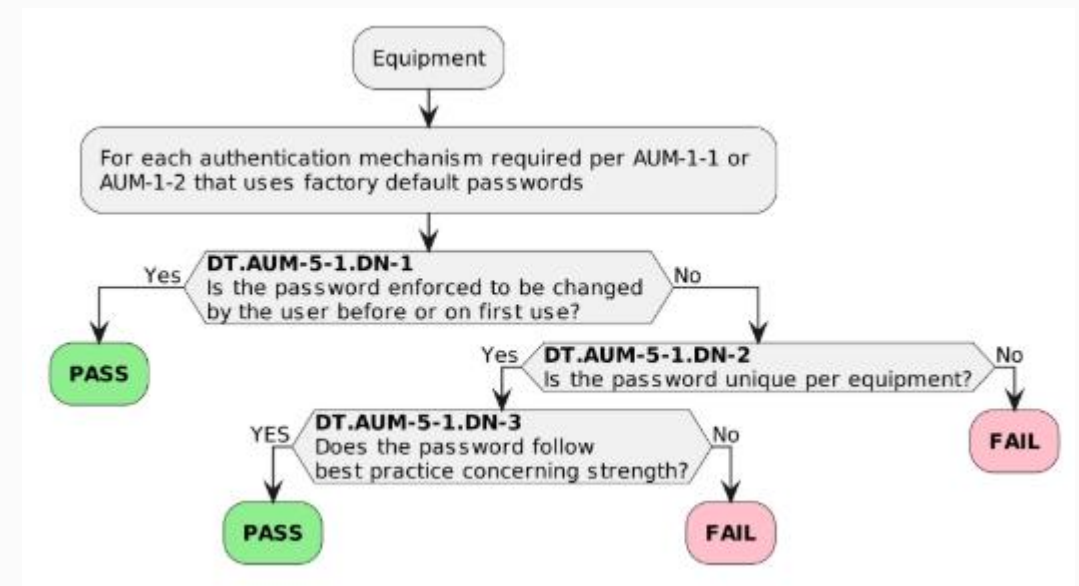 Equipment
For each authentication mechanism required per AUM-1-1 or
AUM-1-2 that uses factory default passwords
Yes
DT.AUM-5-1.DN-1
Is the password enforced to be changed
by the user before or on first use?
No
PASS
Yes
DT.AUM-5-1.DN-2
Is the password unique per equipment?
No
YES
DT.AUM-5-1.DN-3
Does the password follow
best practice concerning strength?
No
FAIL
PASS
FAIL